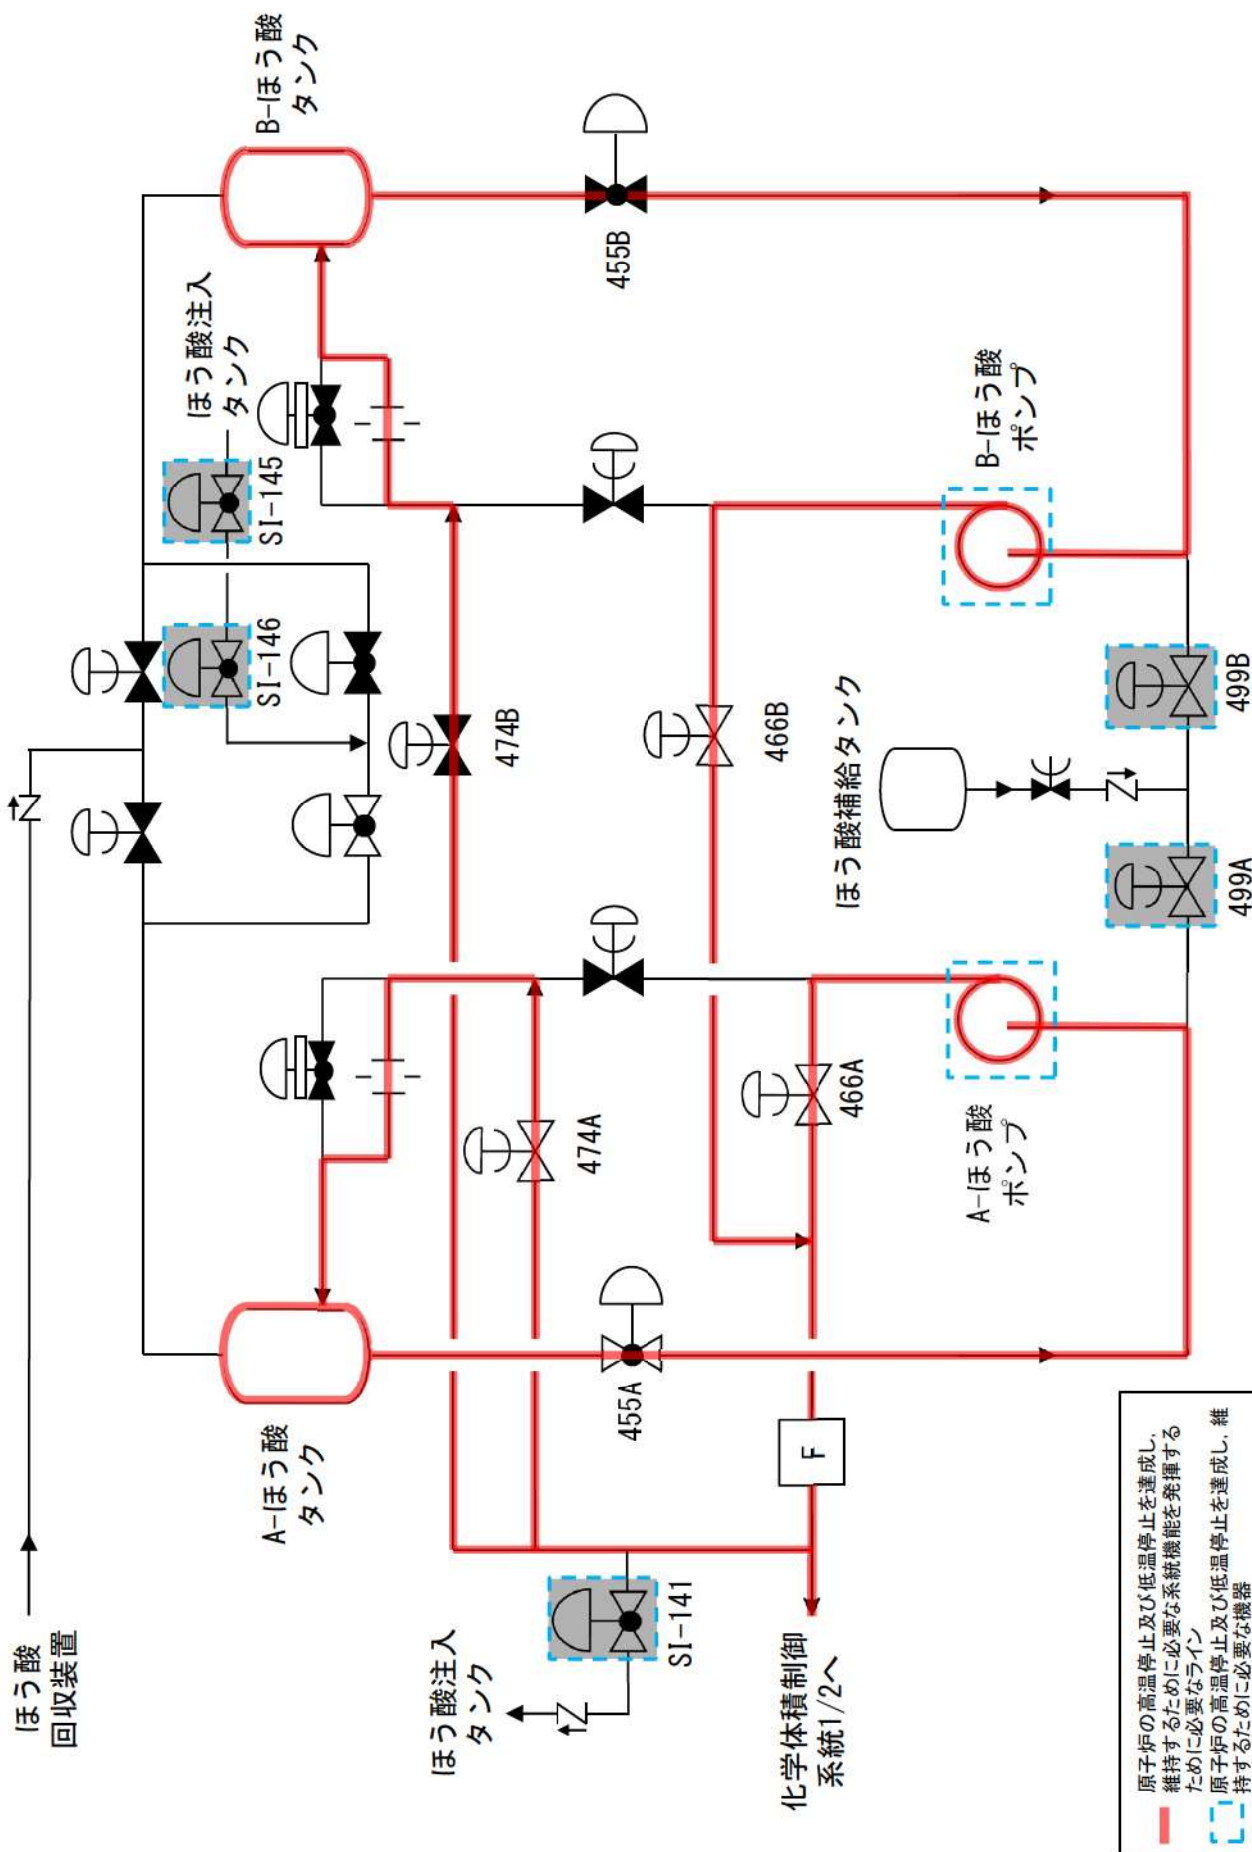 ほう酸
回収装置
A-ほう酸
タンク
B-ほう酸
タンク
ほう酸注入
タンク
SI-146
SI-145
474B
474A
466B
466A
455A
455B
ほう酸注入
タンク
SI-141
F
化学体積制御
系統1/2へ
A-ほう酸
ポンプ
B-ほう酸
ポンプ
ほう酸補給タンク
499A
499B
原子炉の高温停止及び低温停止を達成し、
維持するために必要な系統機能を発揮する
ために必要なライン
原子炉の高温停止及び低温停止を達成し、維
持するために必要な機器